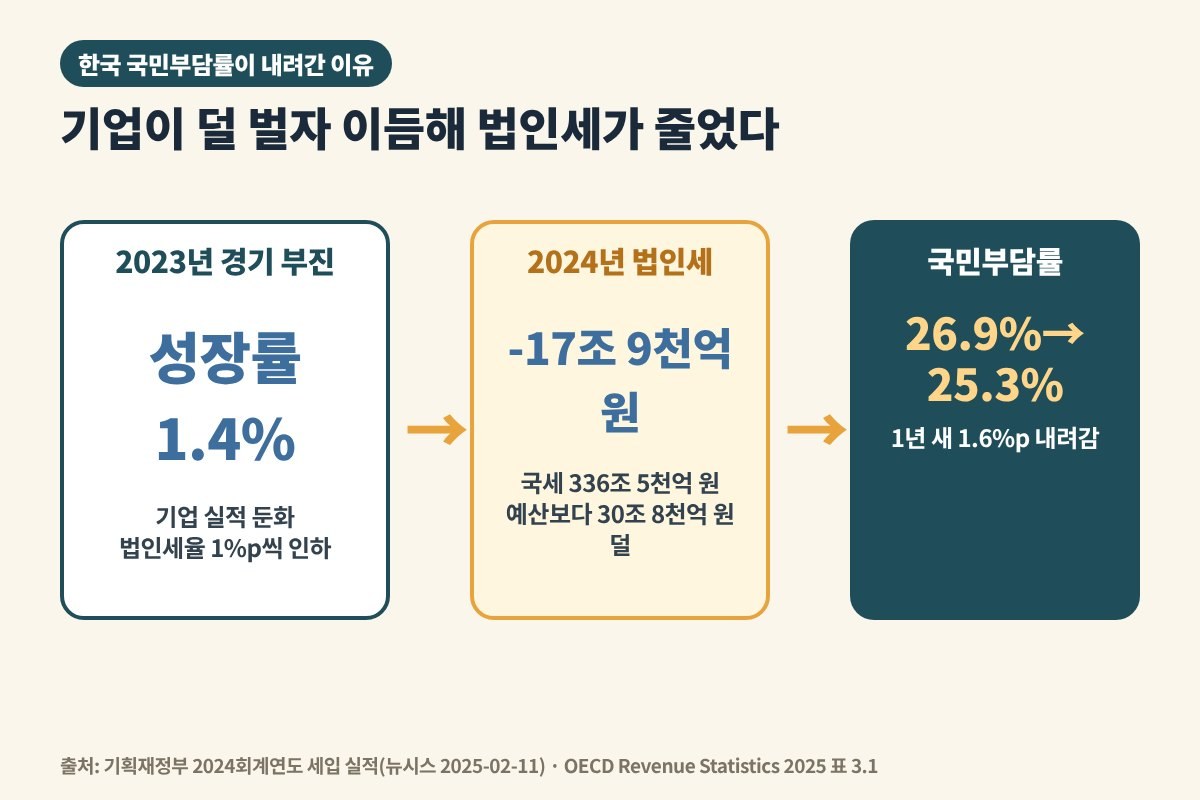 한국 국민부담률이 내려간 이유
기업이 덜 벌자 이듬해 법인세가 줄었다
2023년 경기 부진
성장률
1.4%
기업 실적 둔화
법인세율 1%p씩 인하
→
2024년 법인세
-17조 9천억
원
국세 336조 5천억 원
예산보다 30조 8천억 원
덜
→
국민부담률
26.9%→
25.3%
1년 새 1.6%p 내려감
출처: 기획재정부 2024회계연도 세입 실적(뉴시스 2025-02-11) · OECD Revenue Statistics 2025 표 3.1